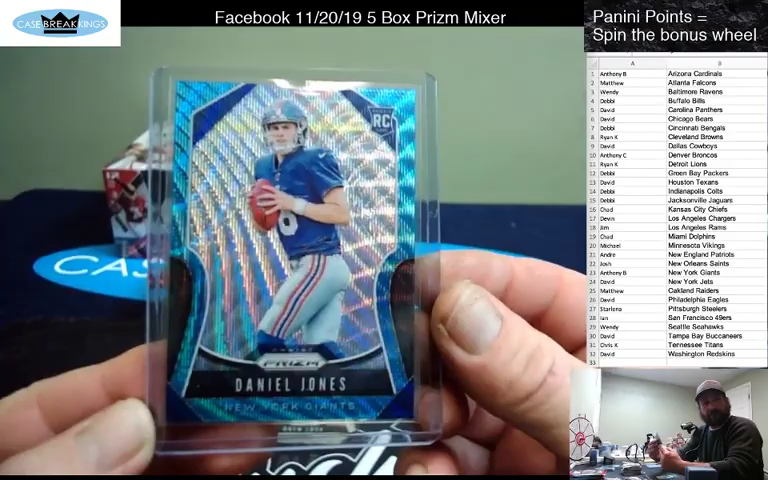 CASE BREAK KINGS
Facebook 11/20/19 5 Box Prizm Mixer
Panini Points =
Spin the bonus wheel
A B
1 Anthony B Arizona Cardinals
2 Matthew Atlanta Falcons
3 Wendy Baltimore Ravens
4 Debbi Buffalo Bills
5 David Carolina Panthers
6 David Chicago Bears
7 Debbi Cincinnati Bengals
8 Ryan K Cleveland Browns
9 David Dallas Cowboys
10 Anthony C Denver Broncos
11 Ryan K Detroit Lions
12 Debbi Green Bay Packers
13 David Houston Texans
14 Debbi Indianapolis Colts
15 Debbi Jacksonville Jaguars
16 Chad Kansas City Chiefs
17 Devin Los Angeles Chargers
18 Jim Los Angeles Rams
19 Chad Miami Dolphins
20 Michael Minnesota Vikings
21 Andre New England Patriots
22 Josh New Orleans Saints
23 Anthony B New York Giants
24 David New York Jets
25 Matthew Oakland Raiders
26 David Philadelphia Eagles
27 Starlena Pittsburgh Steelers
28 Ian San Francisco 49ers
29 Wendy Seattle Seahawks
30 David Tampa Bay Buccaneers
31 Chris K Tennessee Titans
32 David Washington Redskins
33
RC
8
PANINI
PRIZM
DANIEL JONES
NEW YORK GIANTS
CAS